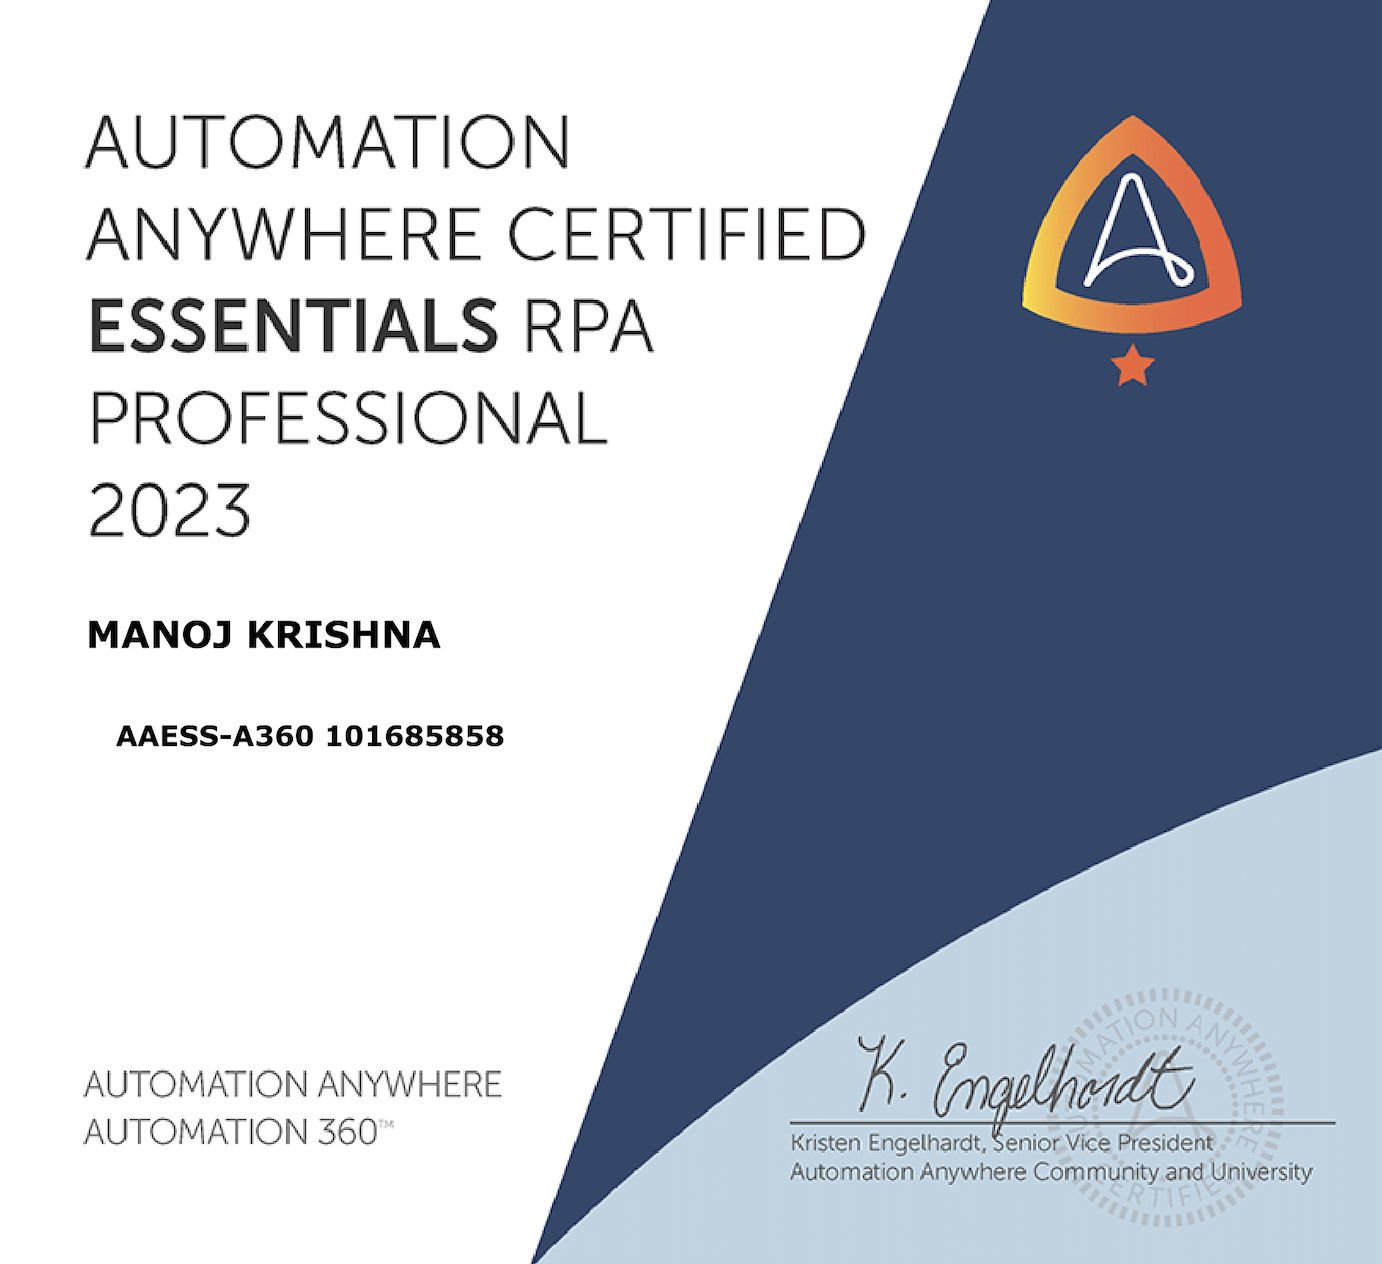 AUTOMATION
ANYWHERE CERTIFIED
ESSENTIALS RPA
PROFESSIONAL
2023
MANOJ KRISHNA
AAESS-A360 101685858
AUTOMATION ANYWHERE
AUTOMATION 360™
K. Engelhardt
Kristen Engelhardt, Senior Vice President
Automation Anywhere Community and University
AUTOMATION ANYWHERE
CERTIFIED